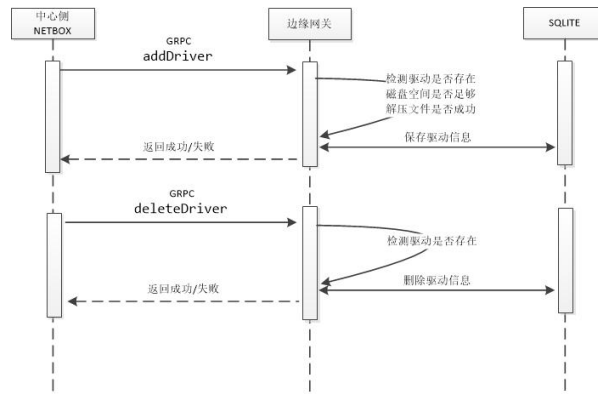 中心侧
NETBOX
边缘网关
SQLITE
GRPC
addDriver
检测驱动是否存在
磁盘空间是否足够
解压文件是否成功
返回成功/失败
保存驱动信息
GRPC
deleteDriver
检测驱动是否存在
返回成功/失败
删除驱动信息